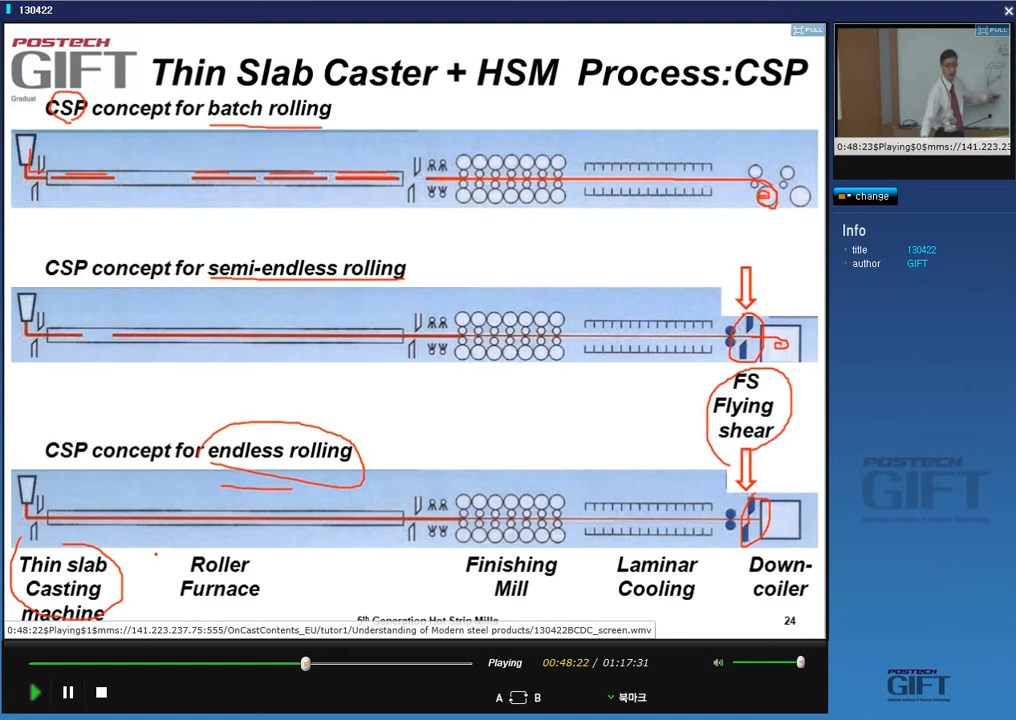 130422
POSTECH
GIFT
Graduat
Thin Slab Caster + HSM Process:CSP
FULL
CSP concept for batch rolling
CSP concept for semi-endless rolling
FS
Flying
shear
CSP concept for endless rolling
Thin slab
Casting
machine
Roller
Furnace
Finishing
Mill
Laminar
Cooling
Down-
coiler
5th Generation Hot Strip Mills
24
0:48:22$Playing$1$mms://141.223.237.75:555/OnCastContents_EU/tutor1/Understanding of Modern steel products/130422BCDC_screen.wmv
Playing
00:48:22 / 01:17:31
A B
북마크
FULL
0:48:23$Playing$0$mms://141.223.23
change
Info
title 130422
author GIFT
POSTECH
GIFT
POSTECH
GIFT